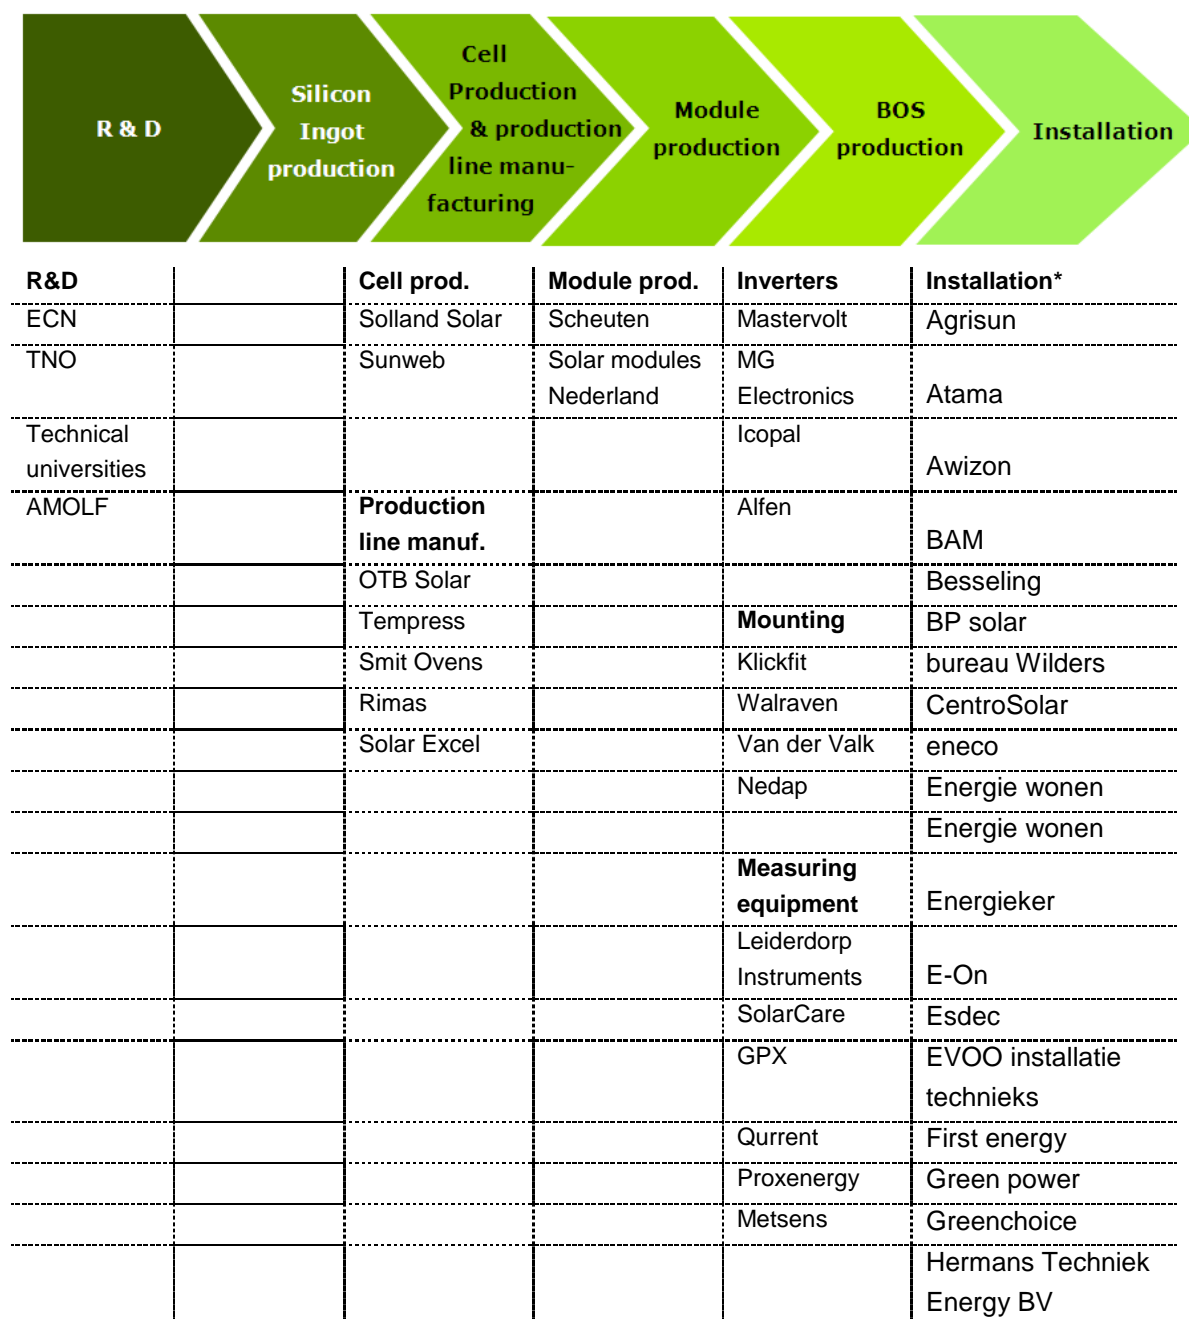 R & D
Silicon
Ingot
production
Cell
Production
& production
line manu-
facturing
Module
production
BOS
production
Installation
R&D Cell prod. Module prod. Inverters Installation*
ECN Solland Solar Scheuten Mastervolt Agrisun
TNO Sunweb Solar modules MG
Nederland Electronics Atama
Technical Icopal
universities Awizon
AMOLF Production Alfen
line manuf. BAM
OTB Solar Besseling
Tempress Mounting BP solar
Smit Ovens Klickfit bureau Wilders
Rimas Walraven CentroSolar
Solar Excel Van der Valk eneco
Nedap Energie wonen
Energie wonen
Measuring
equipment Energieker
Leiderdorp
Instruments E-On
SolarCare Esdec
GPX EVOO installatie
technieks
Qurrent First energy
Proxenergy Green power
Metsens Greenchoice
Hermans Techniek
Energy BV